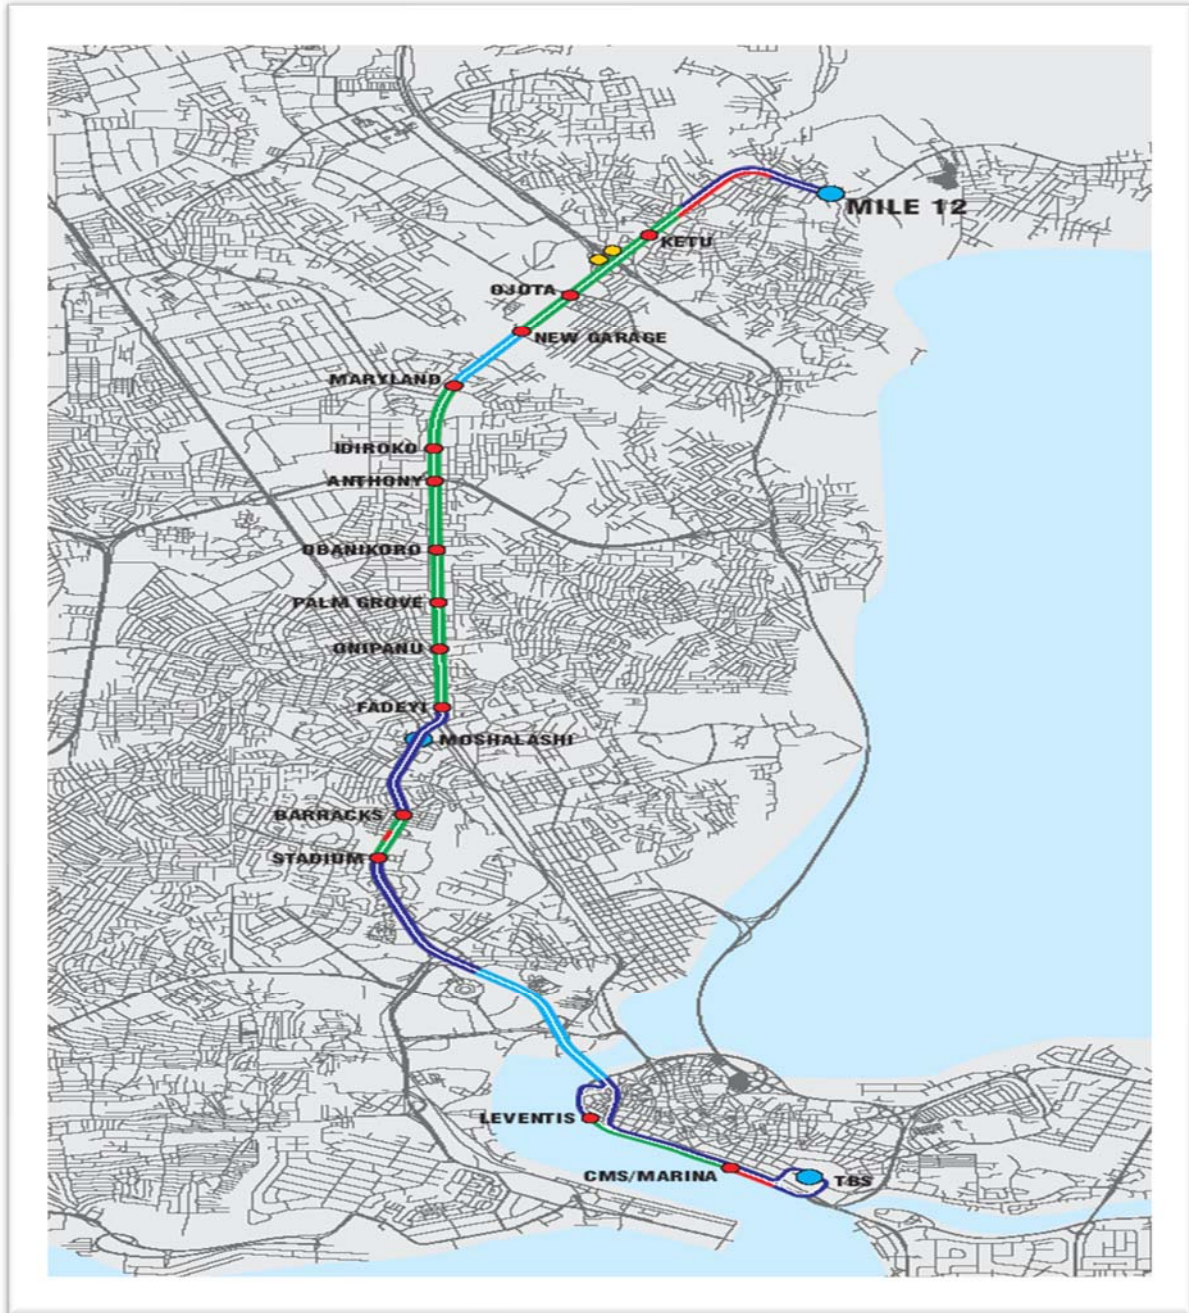 MILE 12
KETU
OJOTA
NEW GARAGE
MARYLAND
IDIROKO
ANTHONY
OBANIKORO
PALM GROVE
ONIPANU
FADEYI
MOSHALASHI
BARRACKS
STADIUM
LEVENTIS
CMS/MARINA
TBS